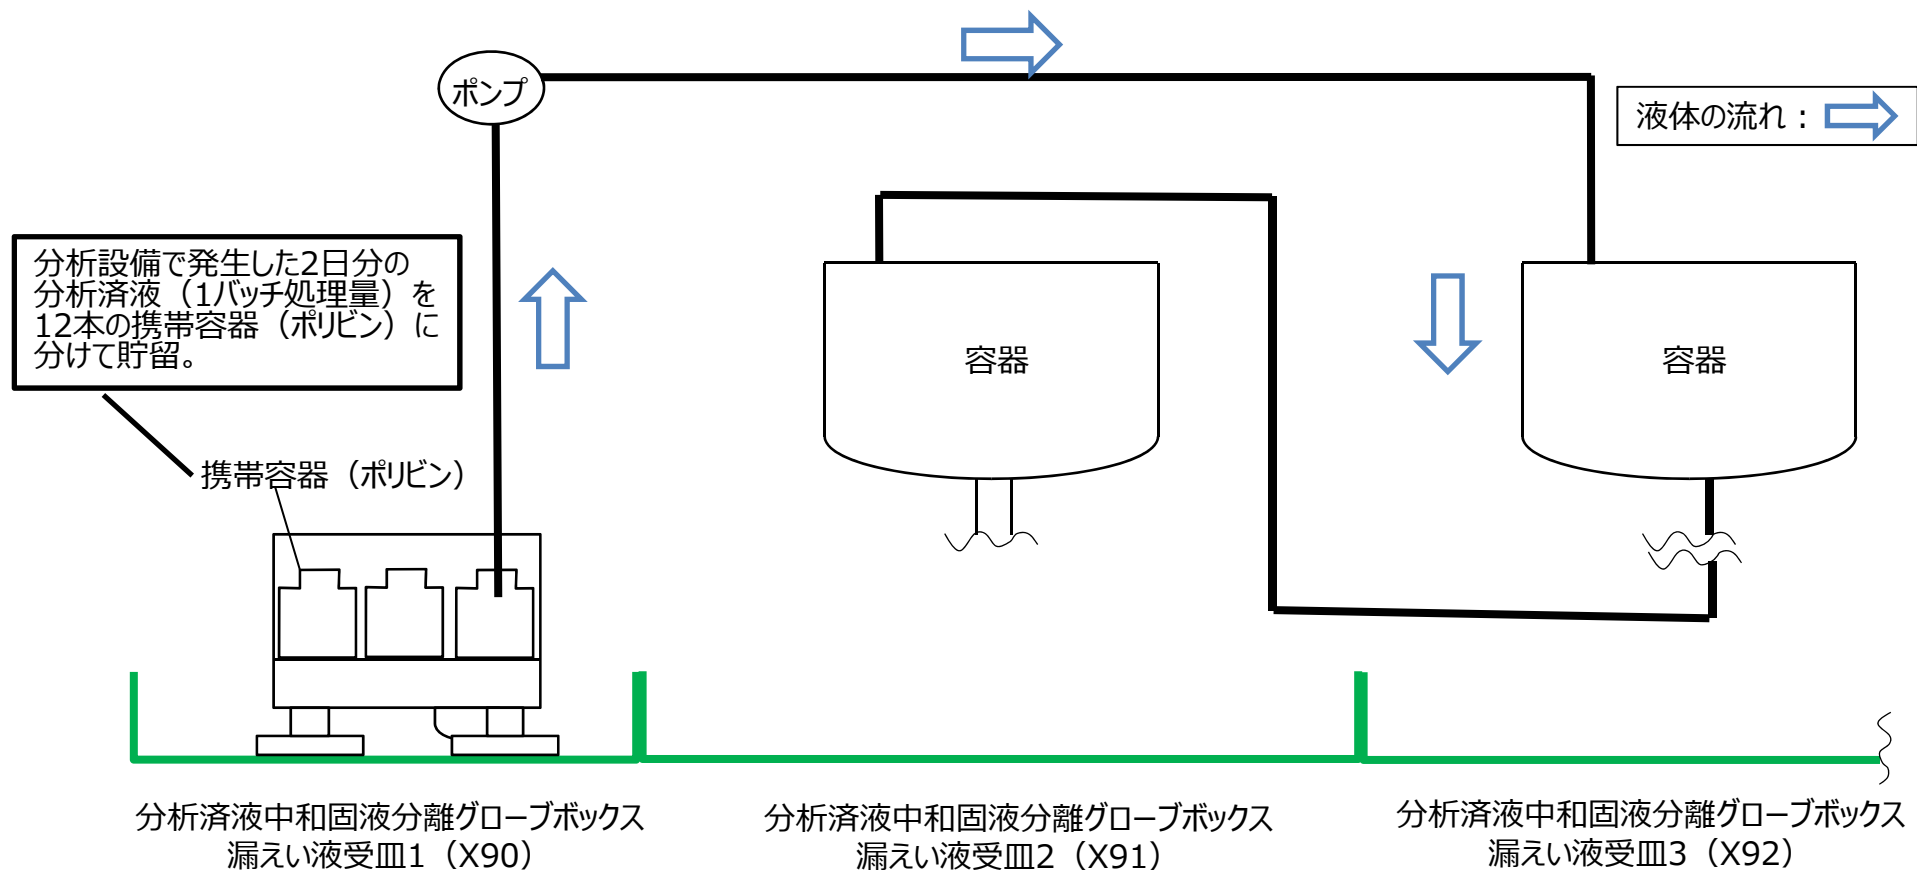 ポンプ
液体の流れ：
分析設備で発生した2日分の
分析済液（1バッチ処理量）を
12本の携帯容器（ポリビン）に
分けて貯留。
容器
容器
携帯容器（ポリビン）
分析済液中和固液分離グローブボックス
漏えい液受皿1（X90）
分析済液中和固液分離グローブボックス
漏えい液受皿2（X91）
分析済液中和固液分離グローブボックス
漏えい液受皿3（X92）